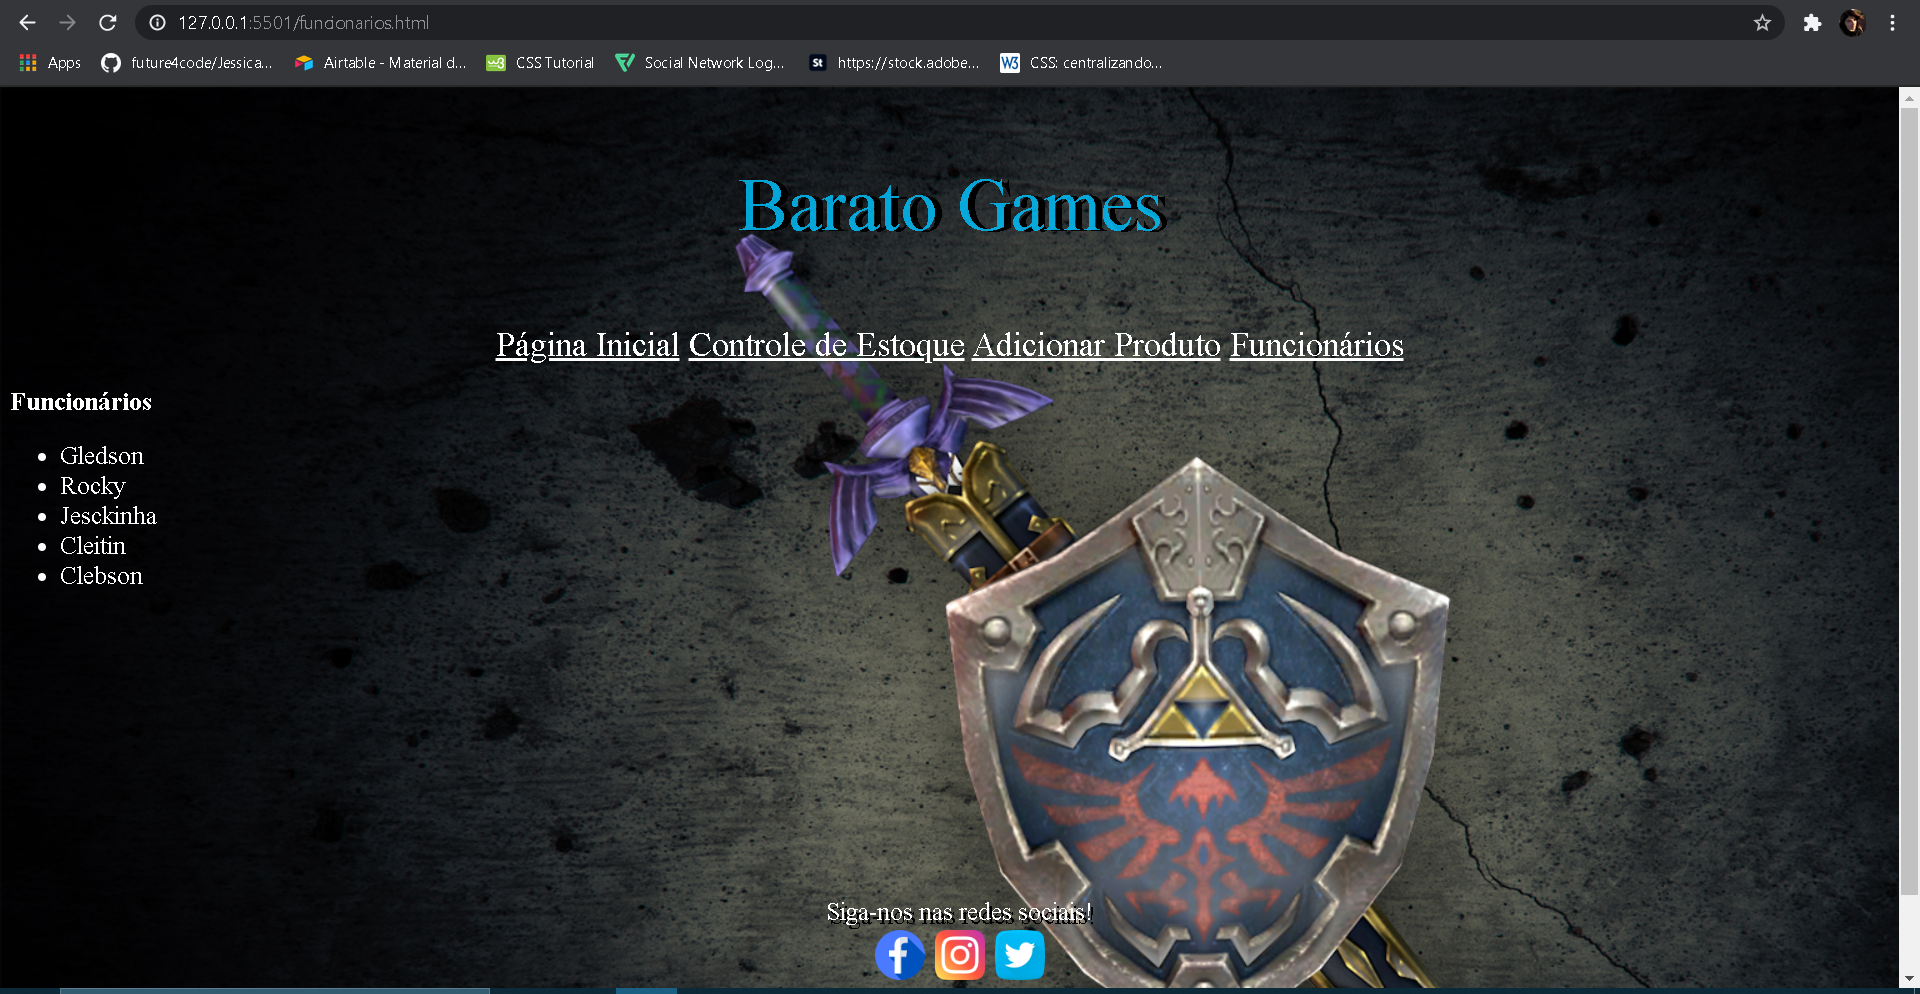 127.0.0.1:5501/funcionarios.html
Apps future4code/Jessica... Airtable - Material d... CSS Tutorial Social Network Log... St https://stock.adobe... W3 CSS: centralizando...
Barato Games
Página Inicial Controle de Estoque Adicionar Produto Funcionários
Funcionários
Gledson
Rocky
Jesckinha
Cleitin
Clebson
Siga-nos nas redes sociais!